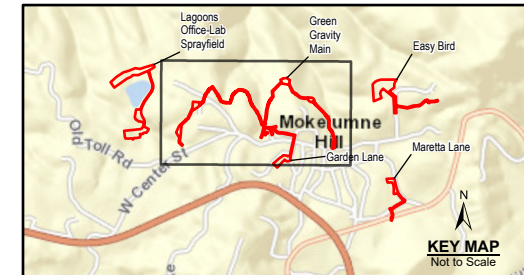 Lagoons
Office-Lab
Sprayfield
Green
Gravity
Main
Easy Bird
Mokelumne
Hill
Old Toll Rd
W Center St
Garden Lane
Maretta Lane
N
KEY MAP
Not to Scale